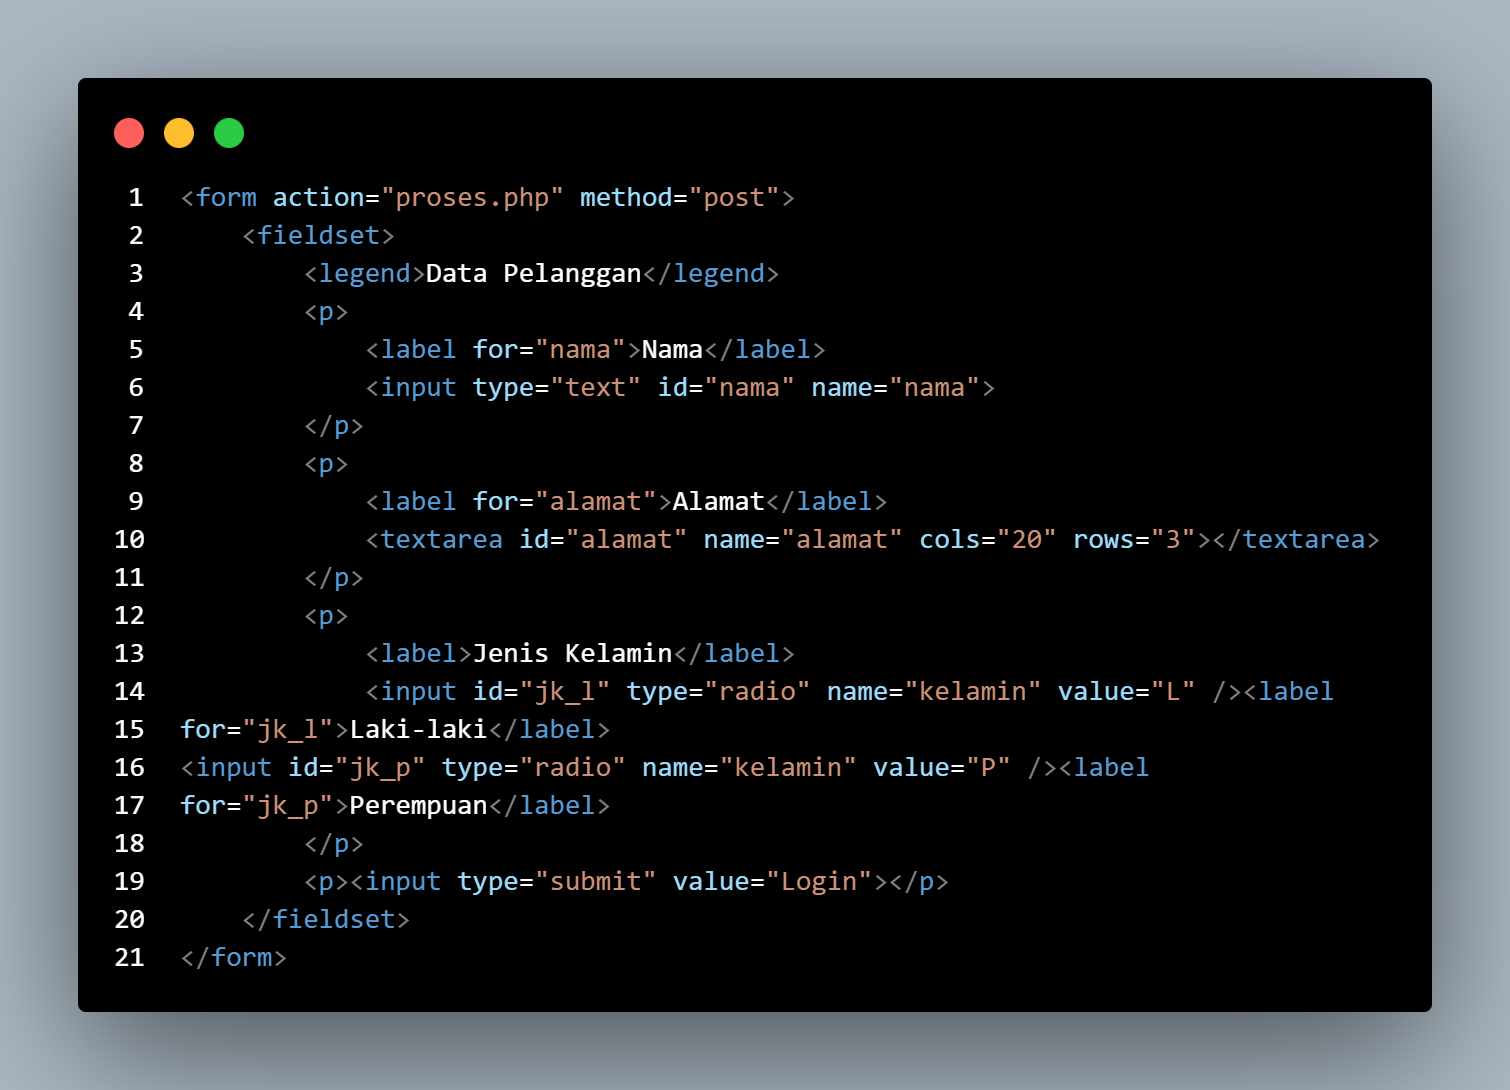 1 <form action="proses.php" method="post">
2     <fieldset>
3         <legend>Data Pelanggan</legend>
4         <p>
5             <label for="nama">Nama</label>
6             <input type="text" id="nama" name="nama">
7         </p>
8         <p>
9             <label for="alamat">Alamat</label>
10             <textarea id="alamat" name="alamat" cols="20" rows="3"></textarea>
11         </p>
12         <p>
13             <label>Jenis Kelamin</label>
14             <input id="jk_l" type="radio" name="kelamin" value="L" /><label
15 for="jk_l">Laki-laki</label>
16 <input id="jk_p" type="radio" name="kelamin" value="P" /><label
17 for="jk_p">Perempuan</label>
18         </p>
19         <p><input type="submit" value="Login"></p>
20     </fieldset>
21 </form>